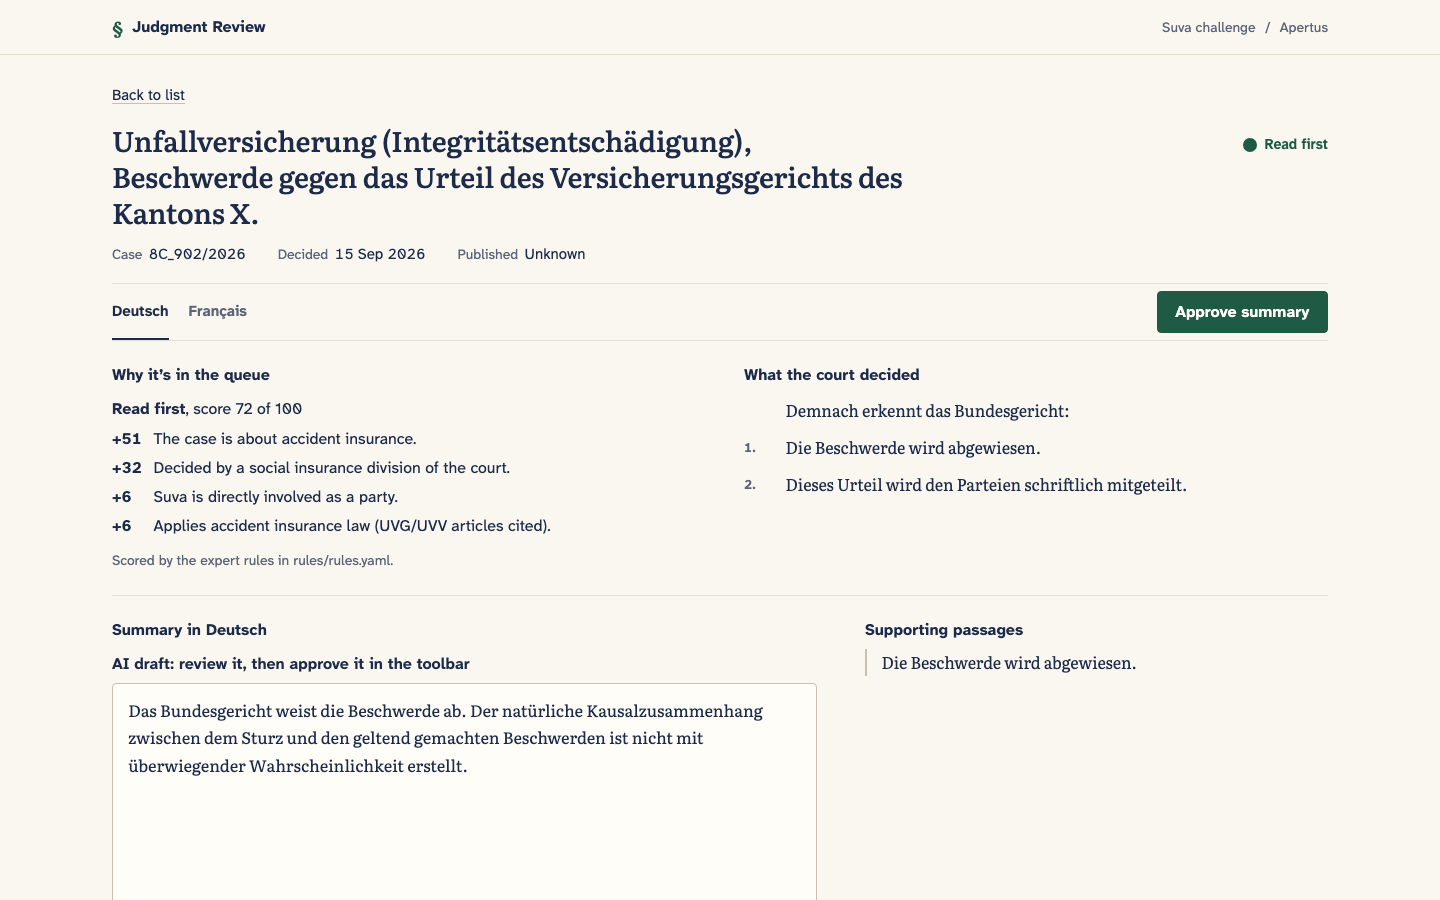 § Judgment Review
Suva challenge / Apertus
Back to list
Unfallversicherung (Integritätsentschädigung),
Beschwerde gegen das Urteil des Versicherungsgerichts des
Kantons X.
Read first
Case 8C_902/2026 Decided 15 Sep 2026 Published Unknown
Deutsch Français
Approve summary
Why it’s in the queue
Read first, score 72 of 100
+51 The case is about accident insurance.
+32 Decided by a social insurance division of the court.
+6 Suva is directly involved as a party.
+6 Applies accident insurance law (UVG/UVV articles cited).
Scored by the expert rules in rules/rules.yaml.
What the court decided
Demnach erkennt das Bundesgericht:
1. Die Beschwerde wird abgewiesen.
2. Dieses Urteil wird den Parteien schriftlich mitgeteilt.
Summary in Deutsch
AI draft: review it, then approve it in the toolbar
Das Bundesgericht weist die Beschwerde ab. Der natürliche Kausalzusammenhang
zwischen dem Sturz und den geltend gemachten Beschwerden ist nicht mit
überwiegender Wahrscheinlichkeit erstellt.
Supporting passages
Die Beschwerde wird abgewiesen.